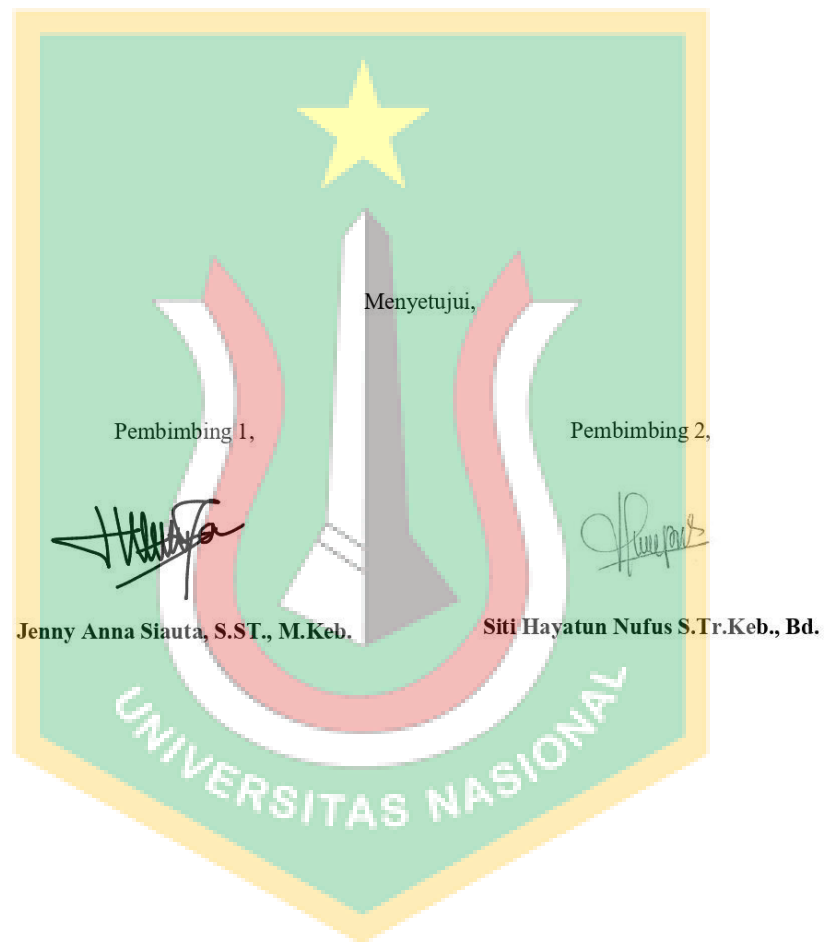 Menyetujui,
Pembimbing 1,
Pembimbing 2,
Jenny Anna Siauta, S.ST., M.Keb.
Siti Hayatun Nufus S.Tr.Keb., Bd.
UNIVERSITAS NASIONAL